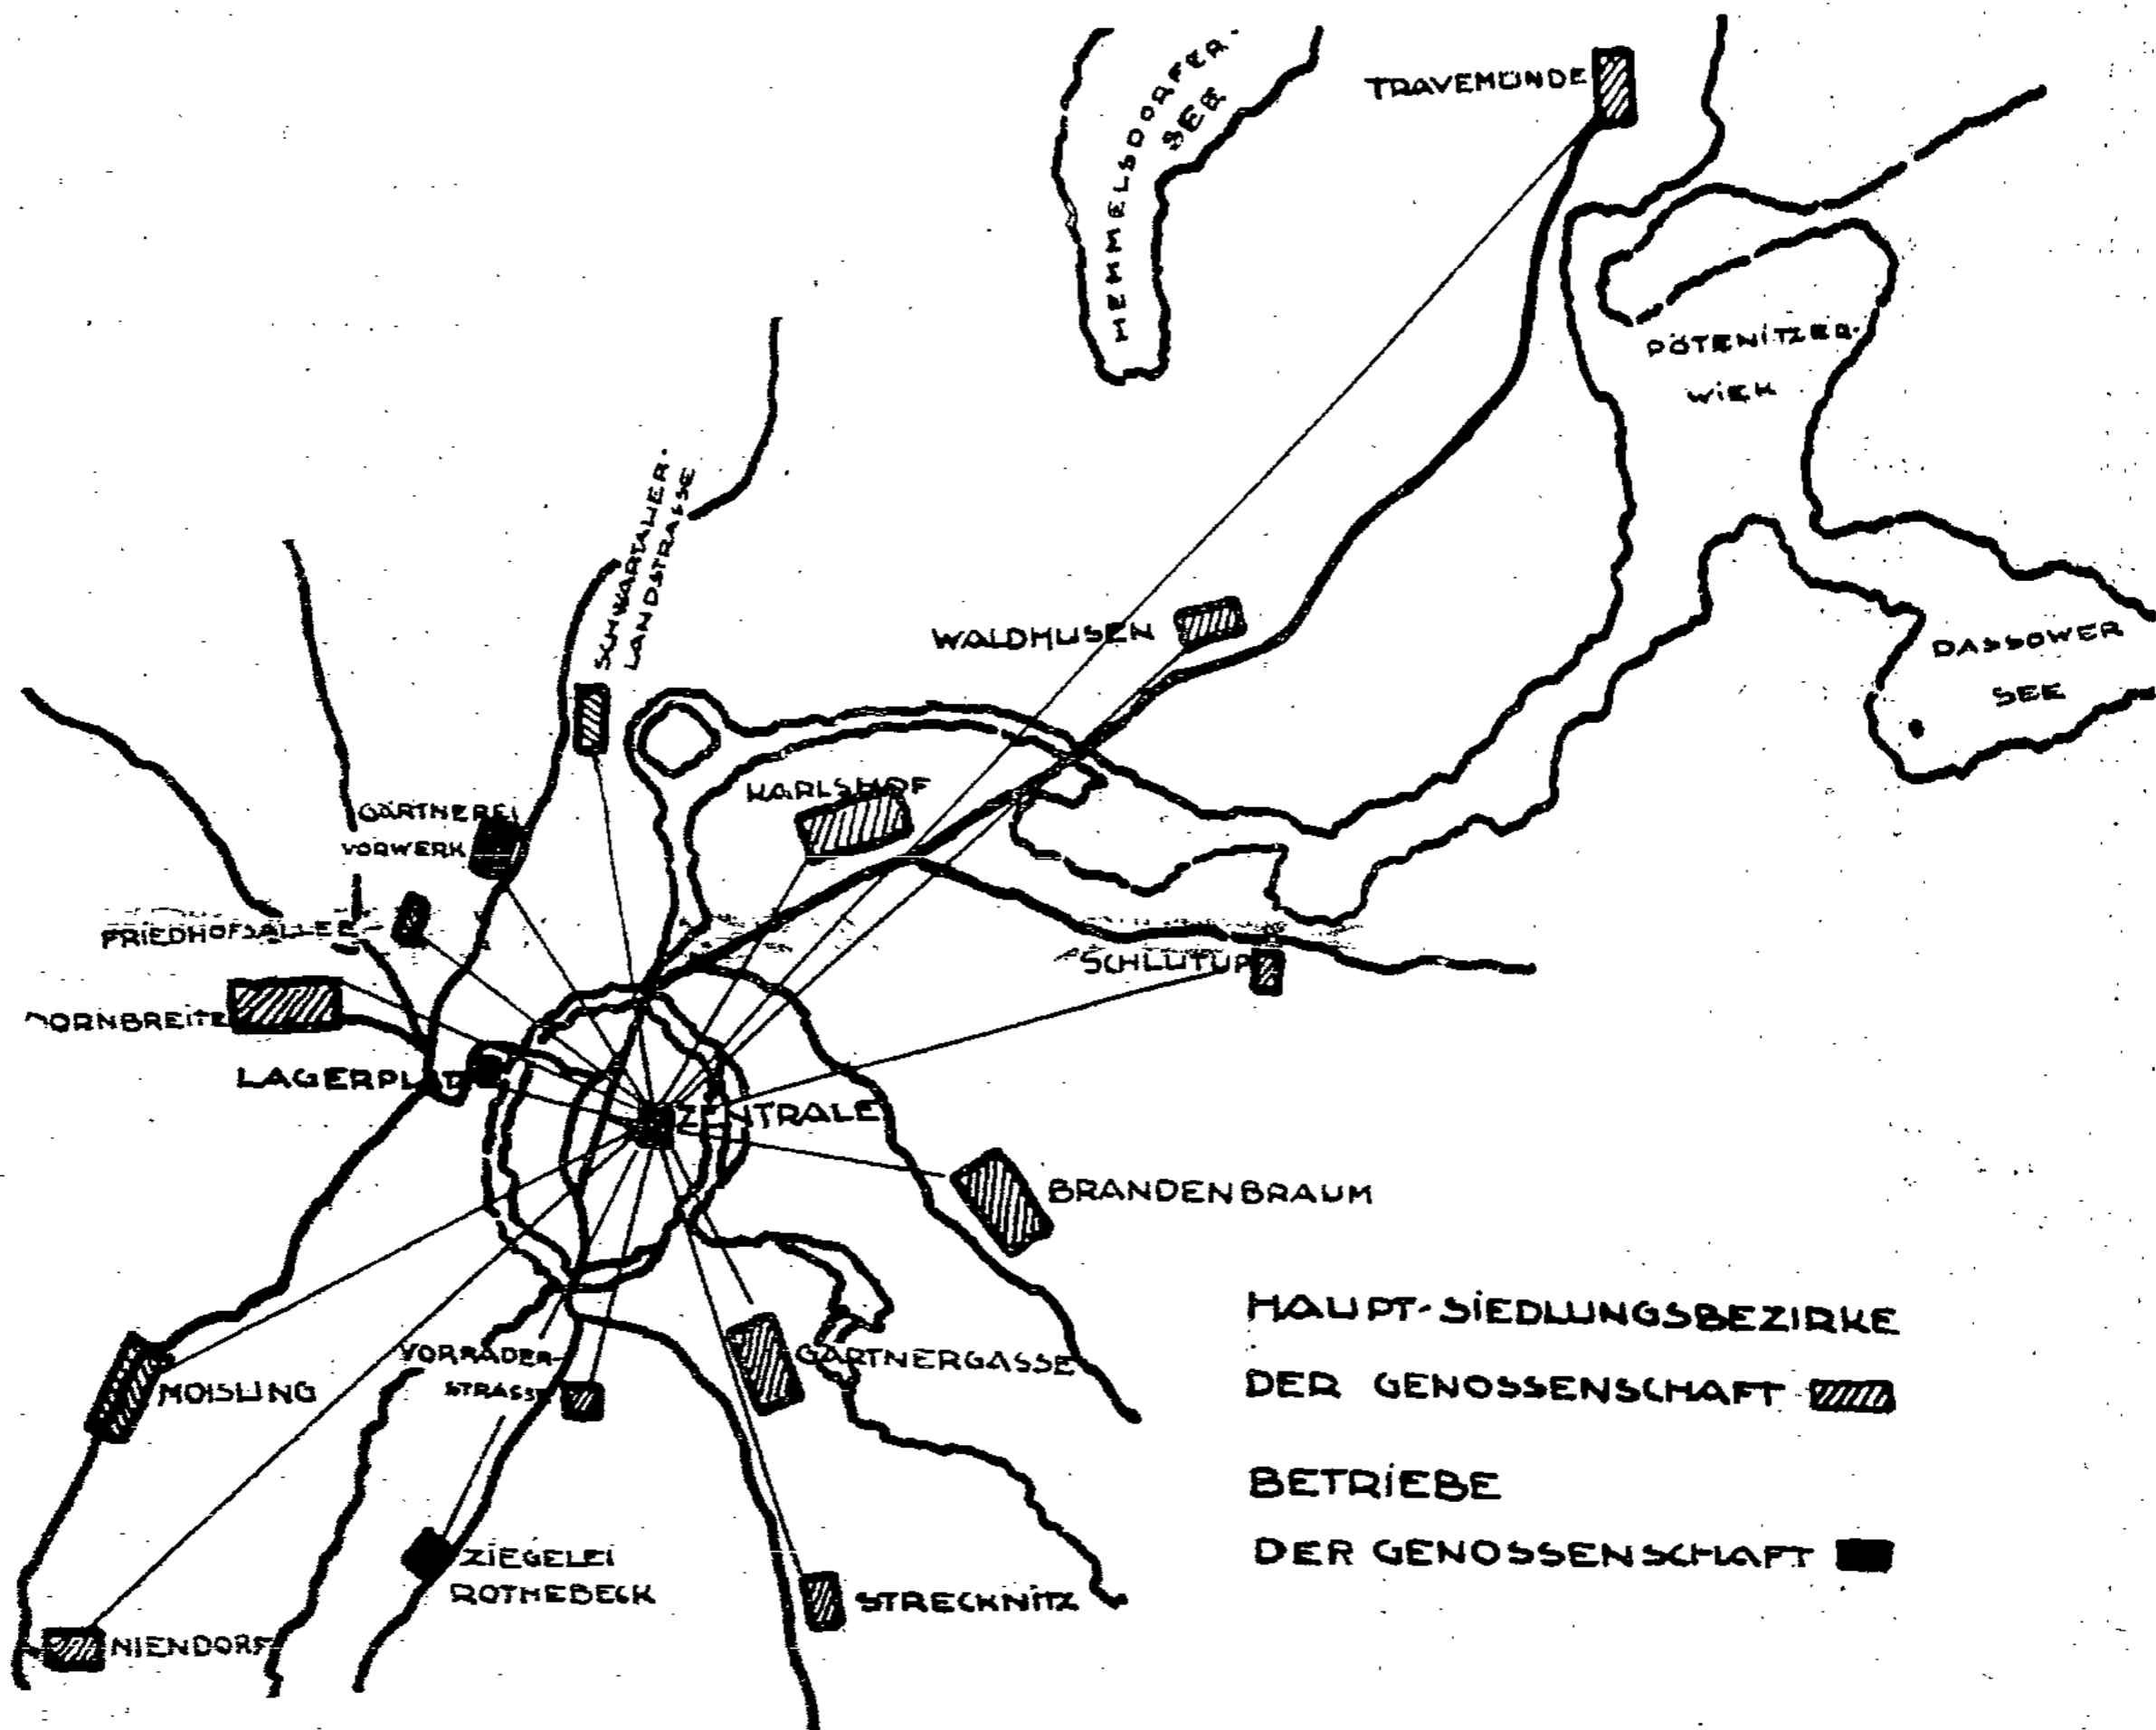 TRAVEMÜNDE
HEMMELSDORFER-
SEE
PÖTENITZER-
WIEK
DASSOWER
SEE
SCHWARTAUER-
LANDSTRASSE
WALDHUSEN
KARLSHOF
GÄRTNEREI
VORWERK
FRIEDHOFSALLEE
SCHLUTUP
DORNBREITE
LAGERPLATZ
ZENTRALE
BRANDENBRAUM
HAUPT-SIEDLUNGSBEZIRKE
DER GENOSSENSCHAFT
BETRIEBE
DER GENOSSENSCHAFT
VORRADER-
STRASSE
GÄRTNERGASSE
MOISLING
ZIEGELEI
ROTHEBECK
STRECKNITZ
NIENDORF